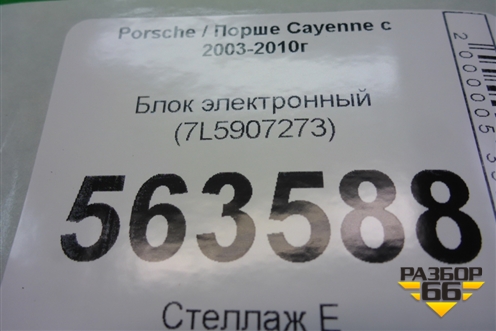 Porsche / Порше Cayenne с
2003-2010г
Блок электронный
(7L5907273)
563588
Стеллаж Е
РАЗБОР
66